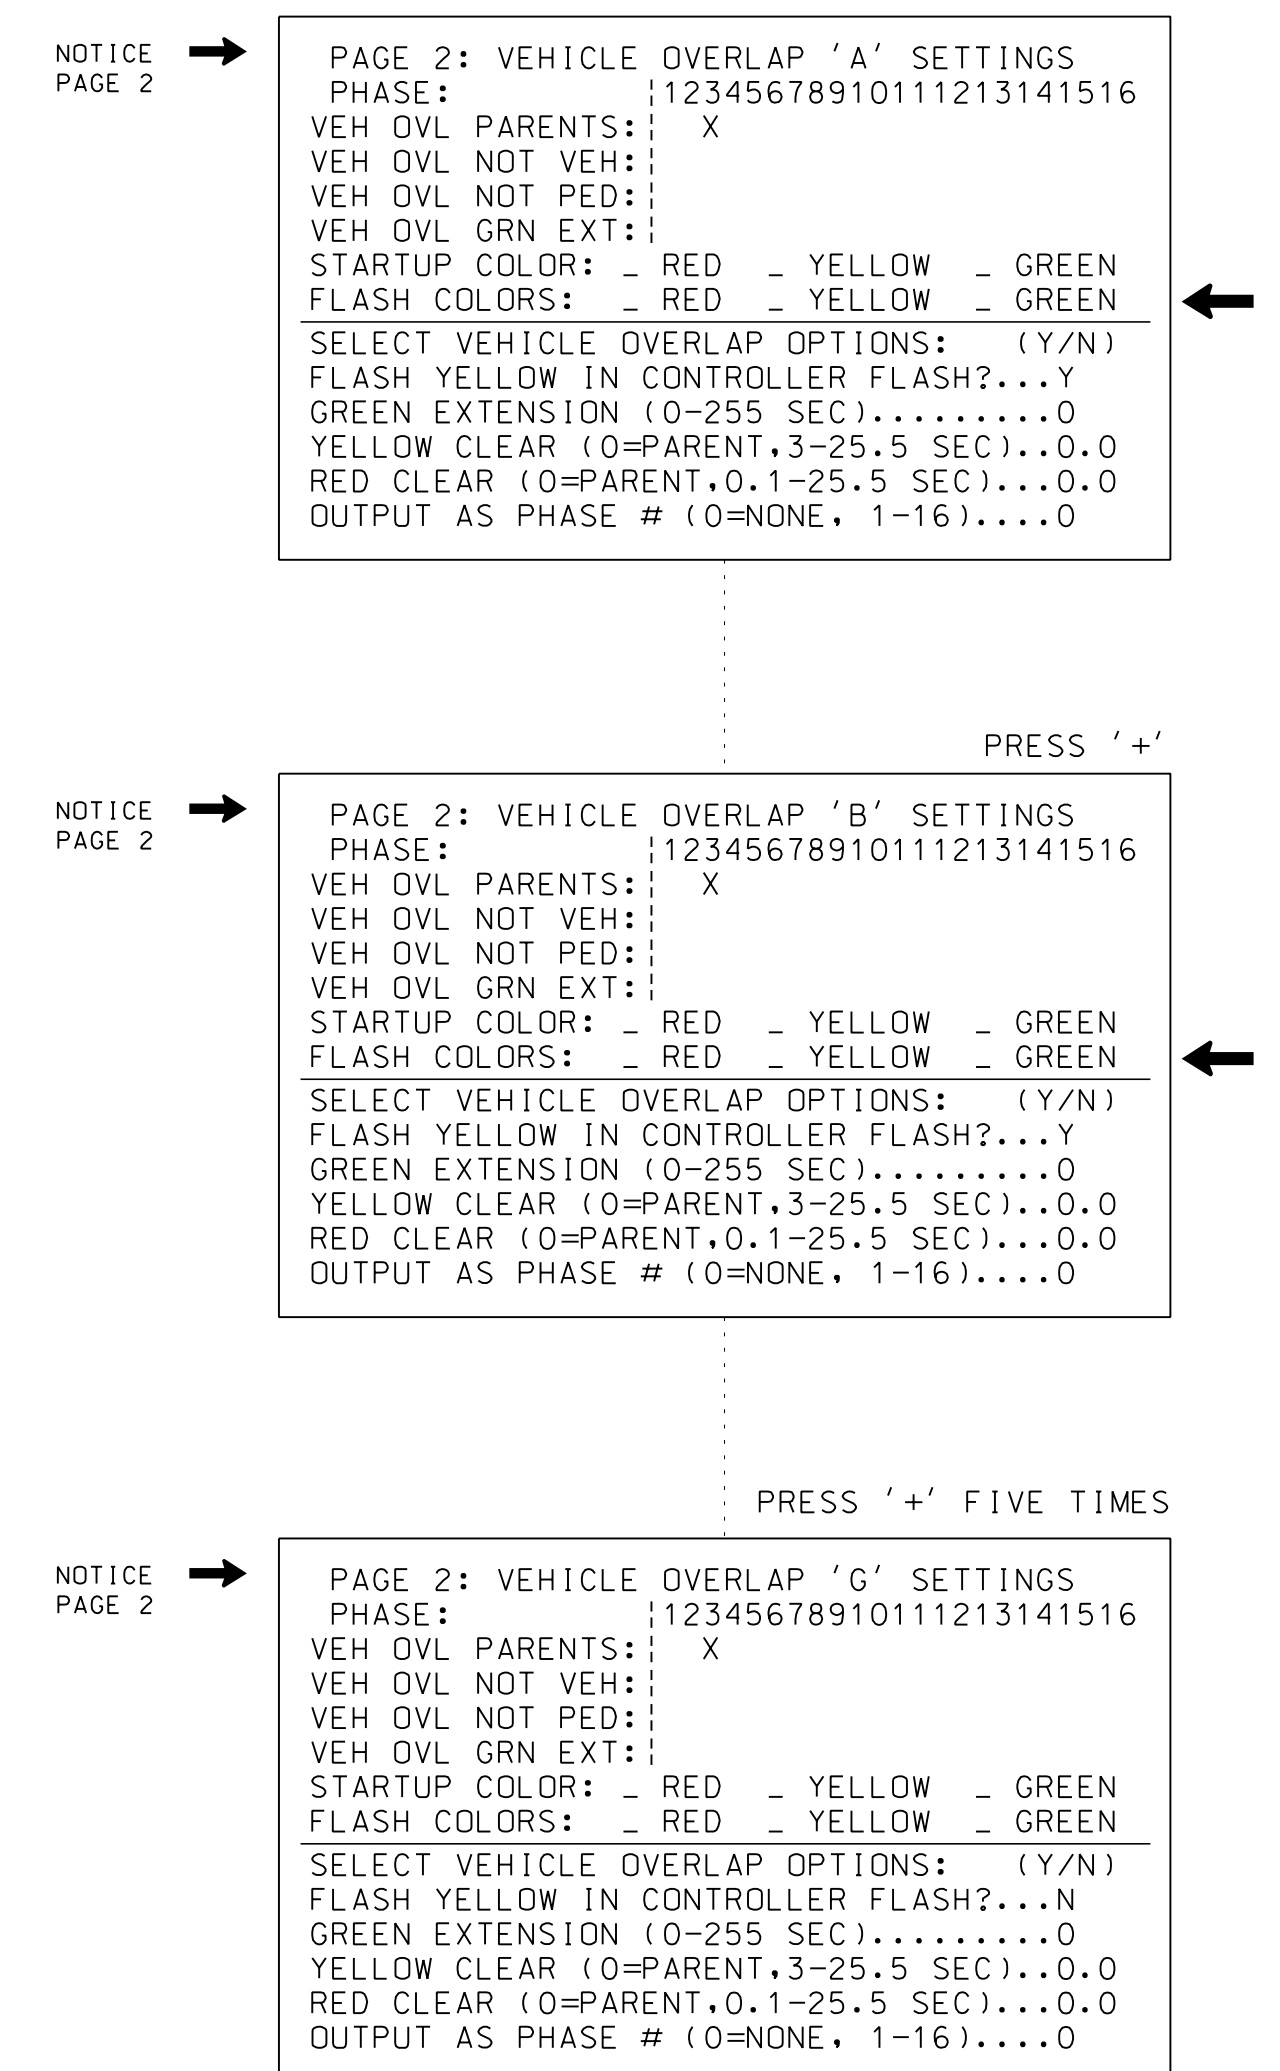 NOTICE
PAGE 2
PAGE 2: VEHICLE OVERLAP 'A' SETTINGS
PHASE: ¦12345678910111213141516
VEH OVL PARENTS:¦ X
VEH OVL NOT VEH:¦
VEH OVL NOT PED:¦
VEH OVL GRN EXT:¦
STARTUP COLOR: _ RED _ YELLOW _ GREEN
FLASH COLORS: _ RED _ YELLOW _ GREEN
SELECT VEHICLE OVERLAP OPTIONS: (Y/N)
FLASH YELLOW IN CONTROLLER FLASH?...Y
GREEN EXTENSION (0-255 SEC).........0
YELLOW CLEAR (0=PARENT,3-25.5 SEC)..0.0
RED CLEAR (0=PARENT,0.1-25.5 SEC)...0.0
OUTPUT AS PHASE # (0=NONE, 1-16)....0
PRESS '+'
NOTICE
PAGE 2
PAGE 2: VEHICLE OVERLAP 'B' SETTINGS
PHASE: ¦12345678910111213141516
VEH OVL PARENTS:¦ X
VEH OVL NOT VEH:¦
VEH OVL NOT PED:¦
VEH OVL GRN EXT:¦
STARTUP COLOR: _ RED _ YELLOW _ GREEN
FLASH COLORS: _ RED _ YELLOW _ GREEN
SELECT VEHICLE OVERLAP OPTIONS: (Y/N)
FLASH YELLOW IN CONTROLLER FLASH?...Y
GREEN EXTENSION (0-255 SEC).........0
YELLOW CLEAR (0=PARENT,3-25.5 SEC)..0.0
RED CLEAR (0=PARENT,0.1-25.5 SEC)...0.0
OUTPUT AS PHASE # (0=NONE, 1-16)....0
PRESS '+' FIVE TIMES
NOTICE
PAGE 2
PAGE 2: VEHICLE OVERLAP 'G' SETTINGS
PHASE: ¦12345678910111213141516
VEH OVL PARENTS:¦ X
VEH OVL NOT VEH:¦
VEH OVL NOT PED:¦
VEH OVL GRN EXT:¦
STARTUP COLOR: _ RED _ YELLOW _ GREEN
FLASH COLORS: _ RED _ YELLOW _ GREEN
SELECT VEHICLE OVERLAP OPTIONS: (Y/N)
FLASH YELLOW IN CONTROLLER FLASH?...N
GREEN EXTENSION (0-255 SEC).........0
YELLOW CLEAR (0=PARENT,3-25.5 SEC)..0.0
RED CLEAR (0=PARENT,0.1-25.5 SEC)...0.0
OUTPUT AS PHASE # (0=NONE, 1-16)....0